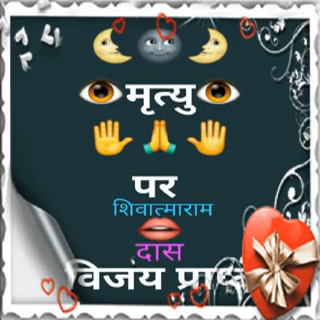 मृत्यु
पर
शिवात्माराम
दास
विजय